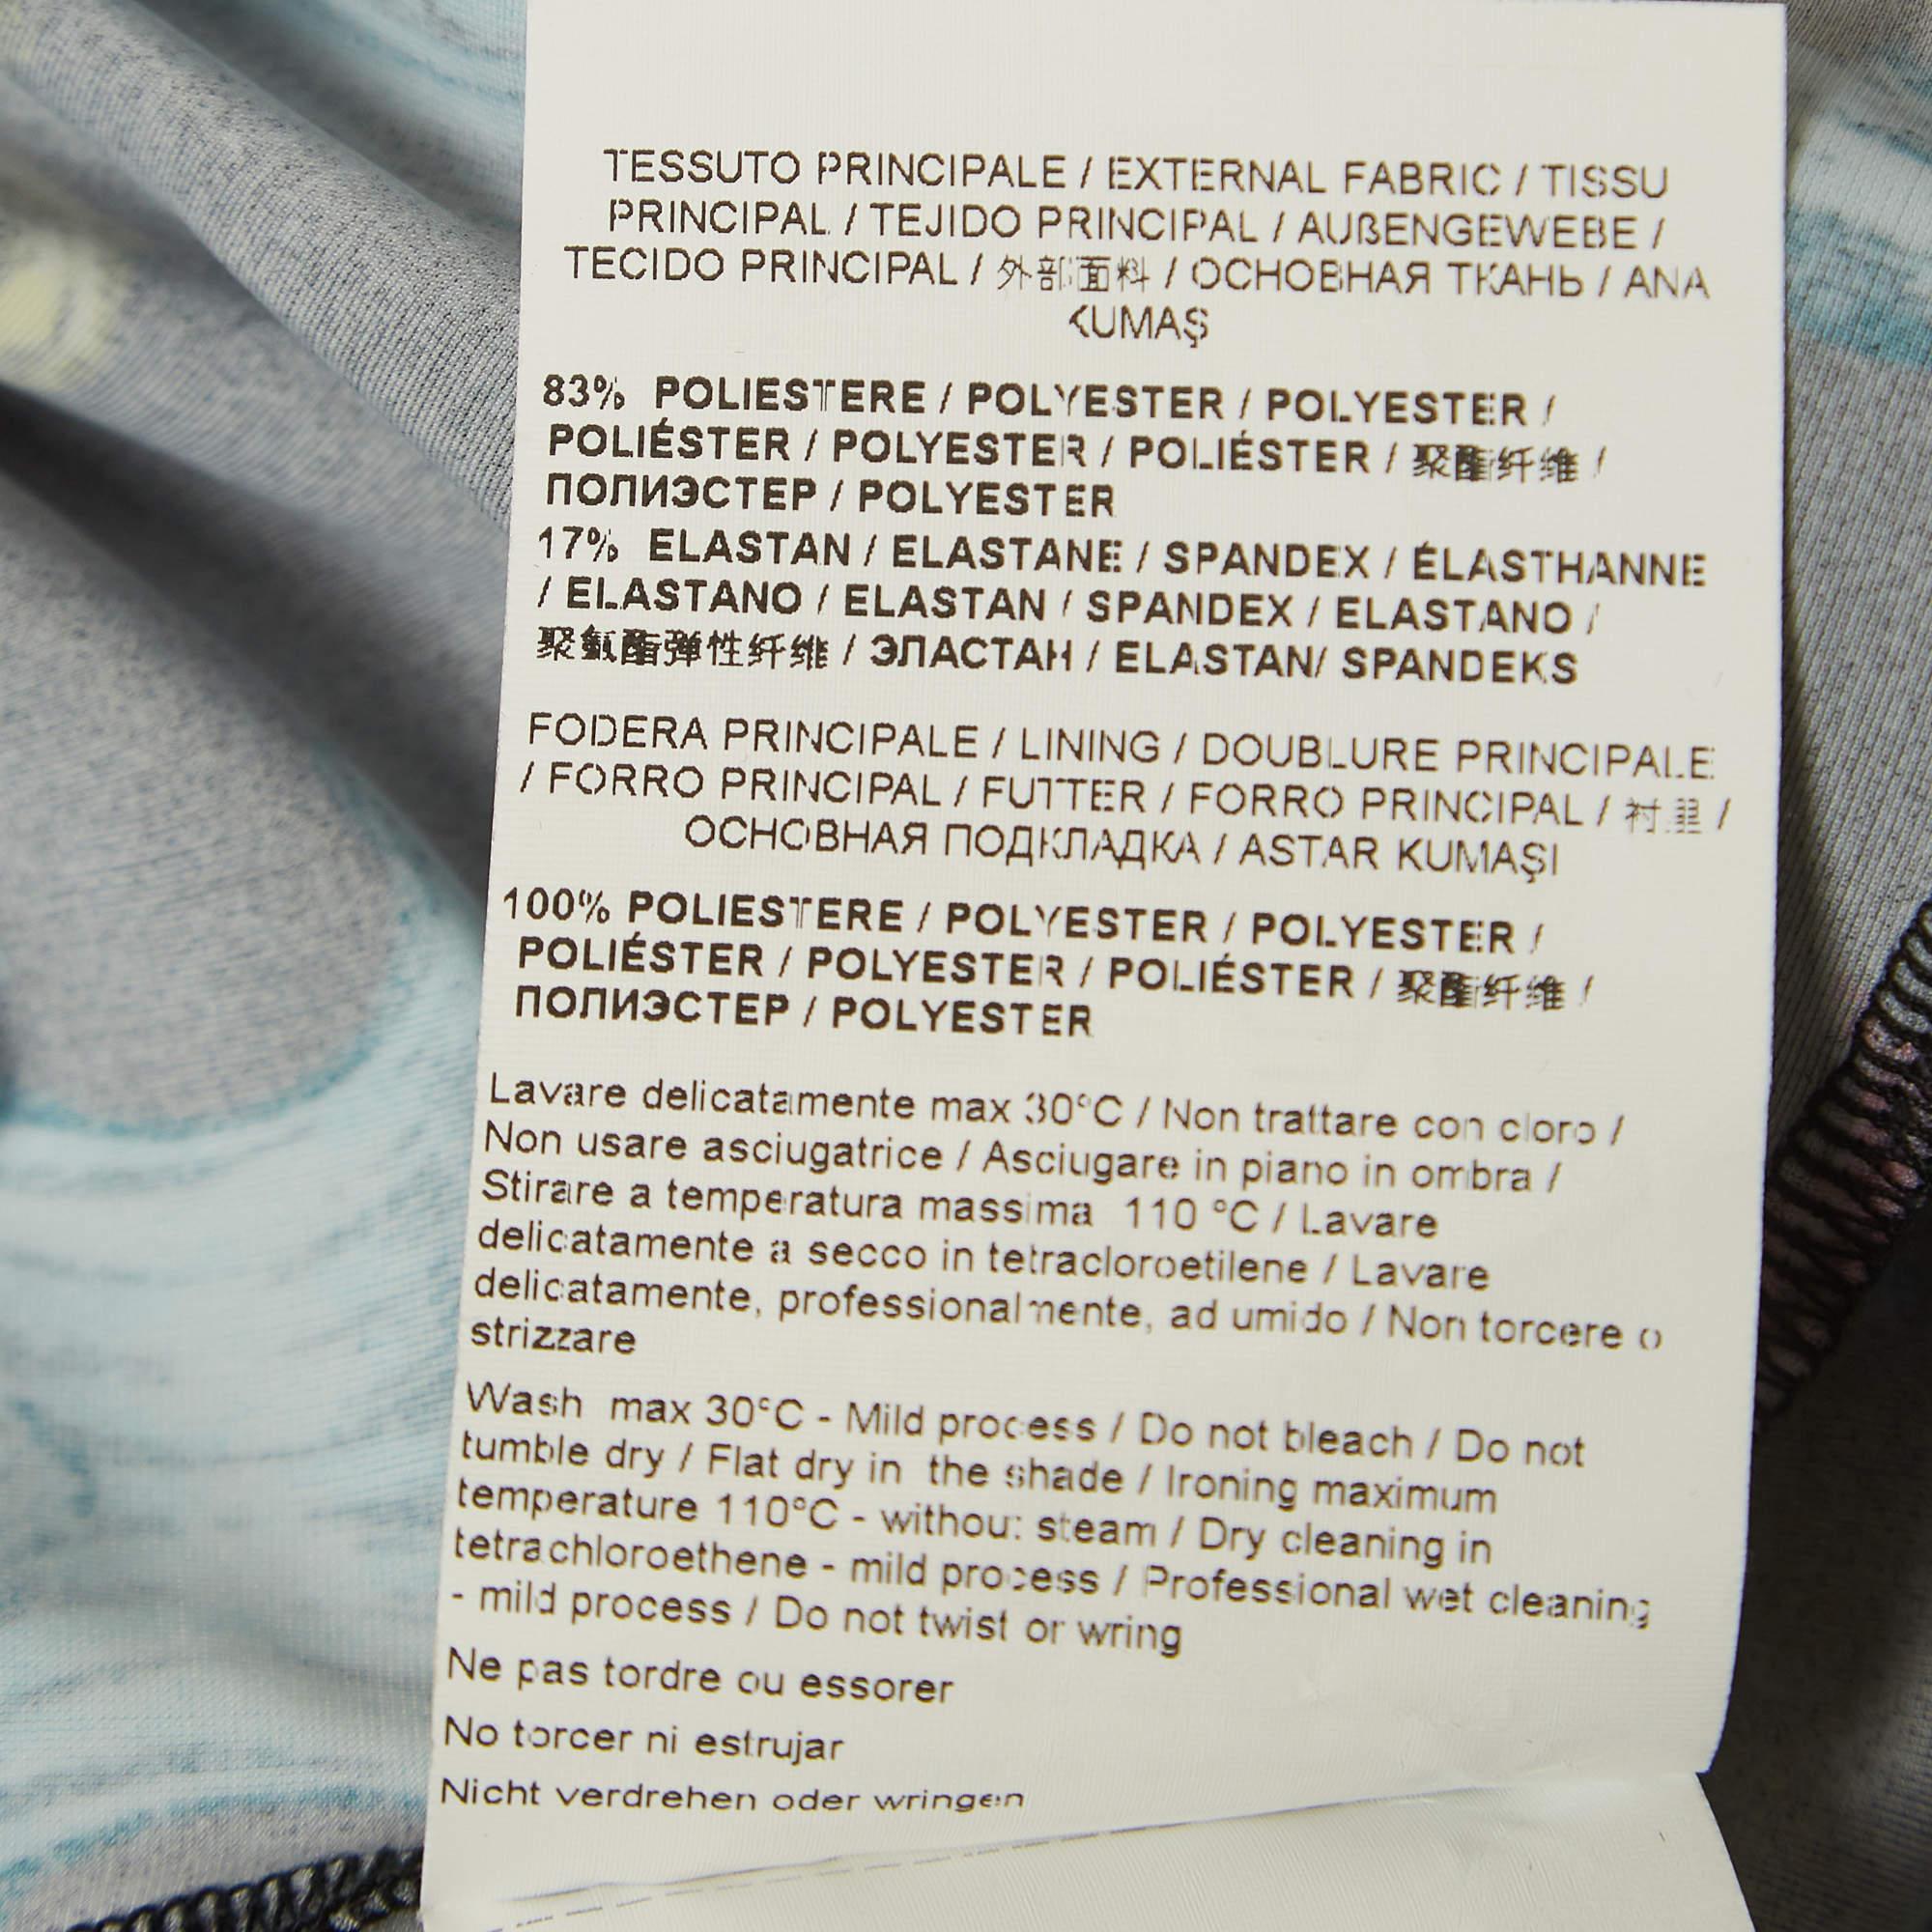 TESSUTO PRINCIPALE / EXTERNAL FABRIC / TISSU
PRINCIPAL / TEJIDO PRINCIPAL / AUßENGEWEBE /
TECIDO PRINCIPAL / 外部面料 / ОСНОВНАЯ ТКАНЬ / ANA
KUMAŞ
83% POLIESTERE / POLYESTER / POLYESTER /
POLIÉSTER / POLYESTER / POLIÉSTER / 聚酯纤维 /
ПОЛИЭСТЕР / POLYESTER
17% ELASTAN / ELASTANE / SPANDEX / ÉLASTHANNE
/ ELASTANO / ELASTAN / SPANDEX / ELASTANO /
聚氨酯弹性纤维 / ЭЛАСТАН / ELASTAN/ SPANDEKS
FODERA PRINCIPALE / LINING / DOUBLURE PRINCIPALE
/ FORRO PRINCIPAL / FUTTER / FORRO PRINCIPAL / 衬里 /
ОСНОВНАЯ ПОДКЛАДКА / ASTAR KUMAŞI
100% POLIESTERE / POLYESTER / POLYESTER /
POLIÉSTER / POLYESTER / POLIÉSTER / 聚酯纤维 /
ПОЛИЭСТЕР / POLYESTER
Lavare delicatamente max 30°C / Non trattare con cloro /
Non usare asciugatrice / Asciugare in piano in ombra /
Stirare a temperatura massima 110 °C / Lavare
delicatamente a secco in tetracloroetilene / Lavare
delicatamente, professionalmente, ad umido / Non torcere o
strizzare
Wash max 30°C - Mild process / Do not bleach / Do not
tumble dry / Flat dry in the shade / Ironing maximum
temperature 110°C - without steam / Dry cleaning in
tetrachloroethene - mild process / Professional wet cleaning
- mild process / Do not twist or wring
Ne pas tordre ou essorer
No torcer ni estrujar
Nicht verdrehen oder wringen